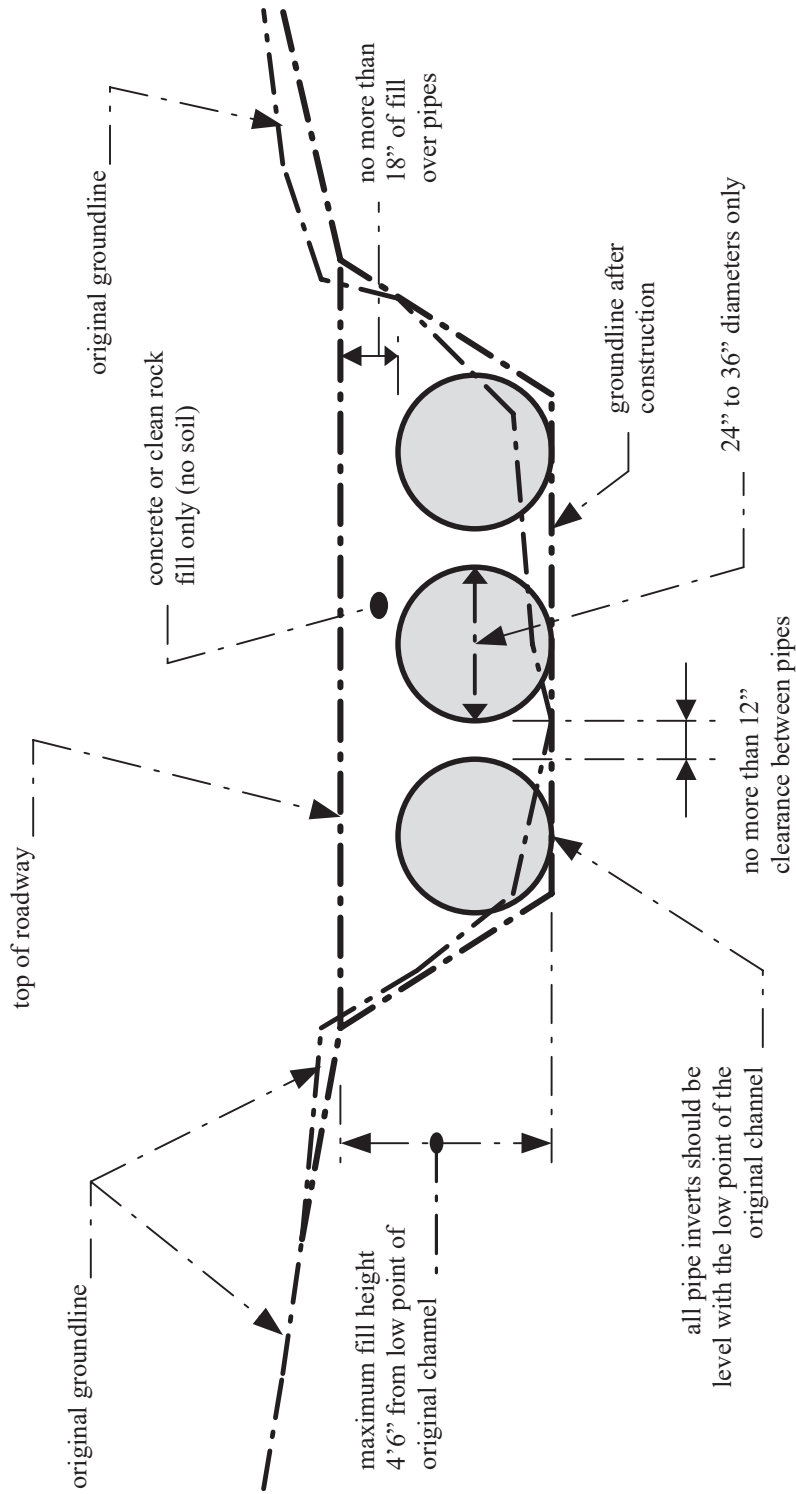 original groundline
top of roadway
concrete or clean rock
fill only (no soil)
original groundline
no more than
18” of fill
over pipes
maximum fill height
4’6” from low point of
original channel
groundline after
construction
24” to 36” diameters only
all pipe inverts should be
level with the low point of the
original channel
no more than 12”
clearance between pipes